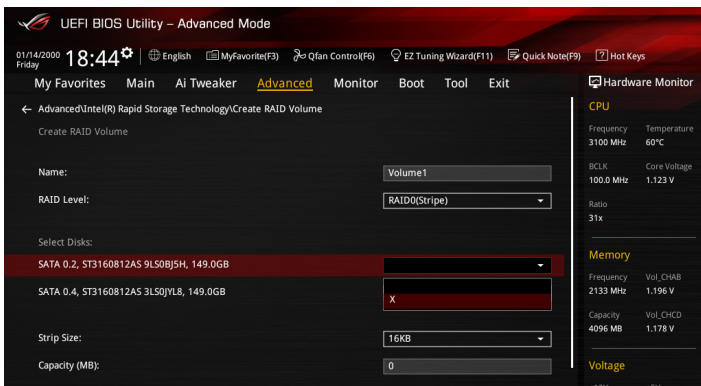 UEFI BIOS Utility – Advanced Mode
01/14/2000 Friday 18:44 English MyFavorite(F3) Qfan Control(F6) EZ Tuning Wizard(F11) Quick Note(F9) ? Hot Keys
My Favorites Main Ai Tweaker Advanced Monitor Boot Tool Exit
Hardware Monitor
← Advanced\Intel(R) Rapid Storage Technology\Create RAID Volume
Create RAID Volume
Name: Volume1
RAID Level: RAID0(Stripe)
Select Disks:
SATA 0.2, ST3160812AS 9LS0BJ5H, 149.0GB
SATA 0.4, ST3160812AS 3LS0JYL8, 149.0GB
X
Strip Size: 16KB
Capacity (MB): 0
CPU
Frequency Temperature
3100 MHz 60°C
BCLK Core Voltage
100.0 MHz 1.123 V
Ratio
31x
Memory
Frequency Vol_CHAB
2133 MHz 1.196 V
Capacity Vol_CHCD
4096 MB 1.178 V
Voltage